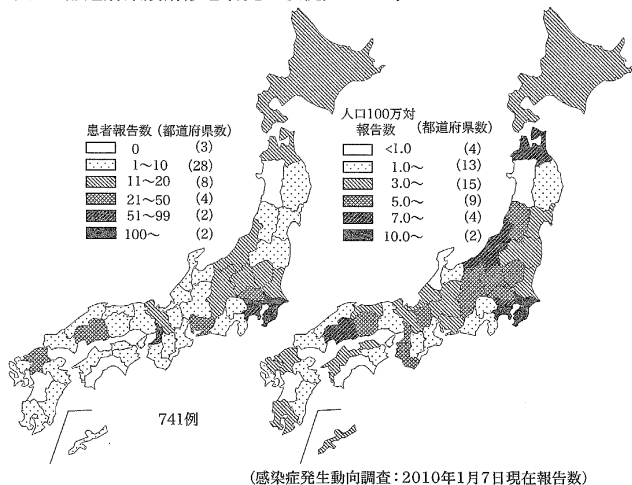 患者報告数 (都道府県数)
0 (3)
1〜10 (28)
11〜20 (8)
21〜50 (4)
51〜99 (2)
100〜 (2)
741例
人口100万対
報告数 (都道府県数)
<1.0 (4)
1.0〜 (13)
3.0〜 (15)
5.0〜 (9)
7.0〜 (4)
10.0〜 (2)
(感染症発生動向調査：2010年1月7日現在報告数)